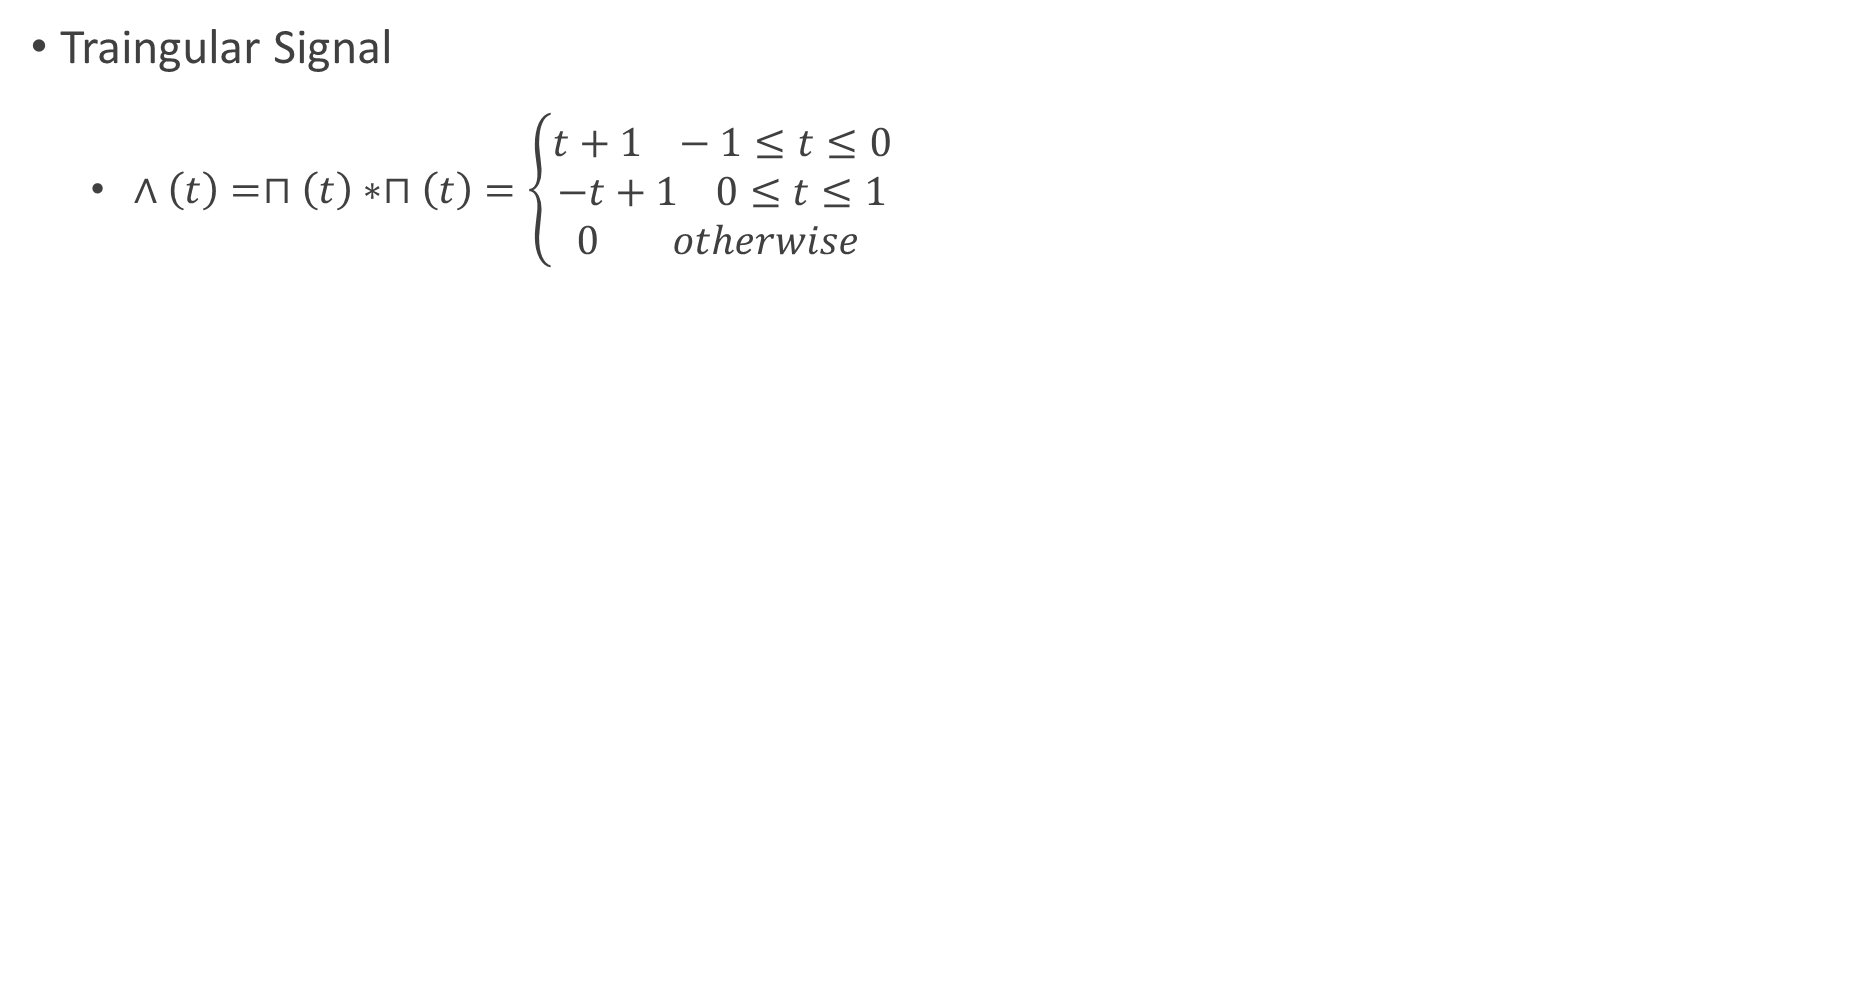 • Traingular Signal
t + 1   − 1 ≤ t ≤ 0
• ∧ (t) =⊓ (t) ∗⊓ (t) = { −t + 1   0 ≤ t ≤ 1
0   otherwise